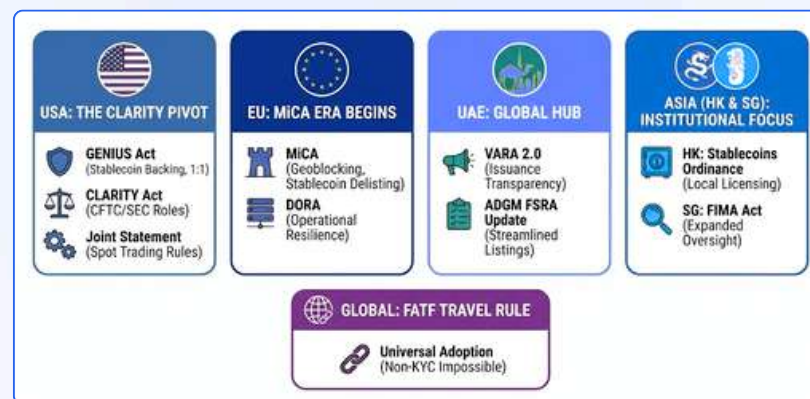 USA: THE CLARITY PIVOT
GENIUS Act
(Stablecoin Backing, 1:1)
CLARITY Act
(CFTC/SEC Roles)
Joint Statement
(Spot Trading Rules)
EU: MiCA ERA BEGINS
MiCA
(Geoblocking,
Stablecoin Delisting)
DORA
(Operational
Resilience)
UAE: GLOBAL HUB
VARA 2.0
(Issuance
Transparency)
ADGM FSRA
Update
(Streamlined
Listings)
ASIA (HK & SG):
INSTITUTIONAL FOCUS
HK: Stablecoins
Ordinance
(Local Licensing)
SG: FIMA Act
(Expanded
Oversight)
GLOBAL: FATF TRAVEL RULE
Universal Adoption
(Non-KYC Impossible)